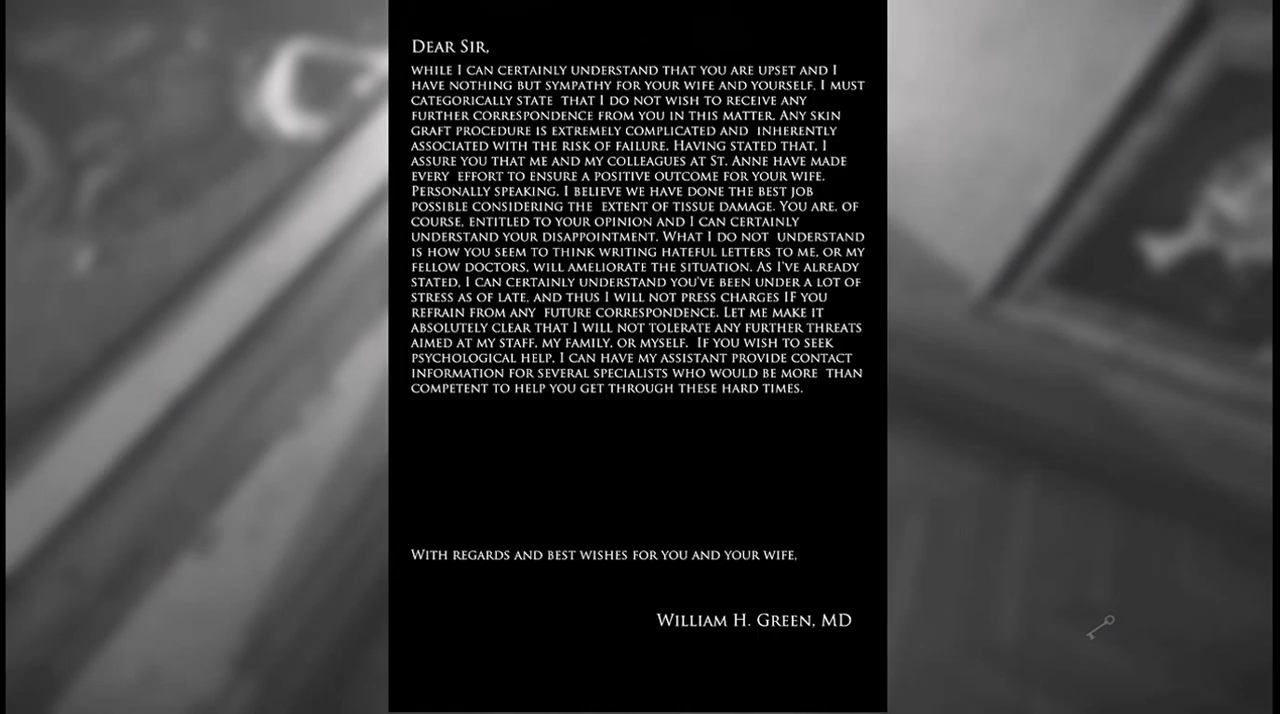 DEAR SIR,
WHILE I CAN CERTAINLY UNDERSTAND THAT YOU ARE UPSET AND I
HAVE NOTHING BUT SYMPATHY FOR YOUR WIFE AND YOURSELF, I MUST
CATEGORICALLY STATE THAT I DO NOT WISH TO RECEIVE ANY
FURTHER CORRESPONDENCE FROM YOU IN THIS MATTER. ANY SKIN
GRAFT PROCEDURE IS EXTREMELY COMPLICATED AND INHERENTLY
ASSOCIATED WITH THE RISK OF FAILURE. HAVING STATED THAT, I
ASSURE YOU THAT ME AND MY COLLEAGUES AT ST. ANNE HAVE MADE
EVERY EFFORT TO ENSURE A POSITIVE OUTCOME FOR YOUR WIFE.
PERSONALLY SPEAKING, I BELIEVE WE HAVE DONE THE BEST JOB
POSSIBLE CONSIDERING THE EXTENT OF TISSUE DAMAGE. YOU ARE, OF
COURSE, ENTITLED TO YOUR OPINION AND I CAN CERTAINLY
UNDERSTAND YOUR DISAPPOINTMENT. WHAT I DO NOT UNDERSTAND
IS HOW YOU SEEM TO THINK WRITING HATEFUL LETTERS TO ME, OR MY
FELLOW DOCTORS, WILL AMELIORATE THE SITUATION. AS I'VE ALREADY
STATED, I CAN CERTAINLY UNDERSTAND YOU'VE BEEN UNDER A LOT OF
STRESS AS OF LATE, AND THUS I WILL NOT PRESS CHARGES IF YOU
REFRAIN FROM ANY FUTURE CORRESPONDENCE. LET ME MAKE IT
ABSOLUTELY CLEAR THAT I WILL NOT TOLERATE ANY FURTHER THREATS
AIMED AT MY STAFF, MY FAMILY, OR MYSELF. IF YOU WISH TO SEEK
PSYCHOLOGICAL HELP, I CAN HAVE MY ASSISTANT PROVIDE CONTACT
INFORMATION FOR SEVERAL SPECIALISTS WHO WOULD BE MORE THAN
COMPETENT TO HELP YOU GET THROUGH THESE HARD TIMES.
WITH REGARDS AND BEST WISHES FOR YOU AND YOUR WIFE,
WILLIAM H. GREEN, MD